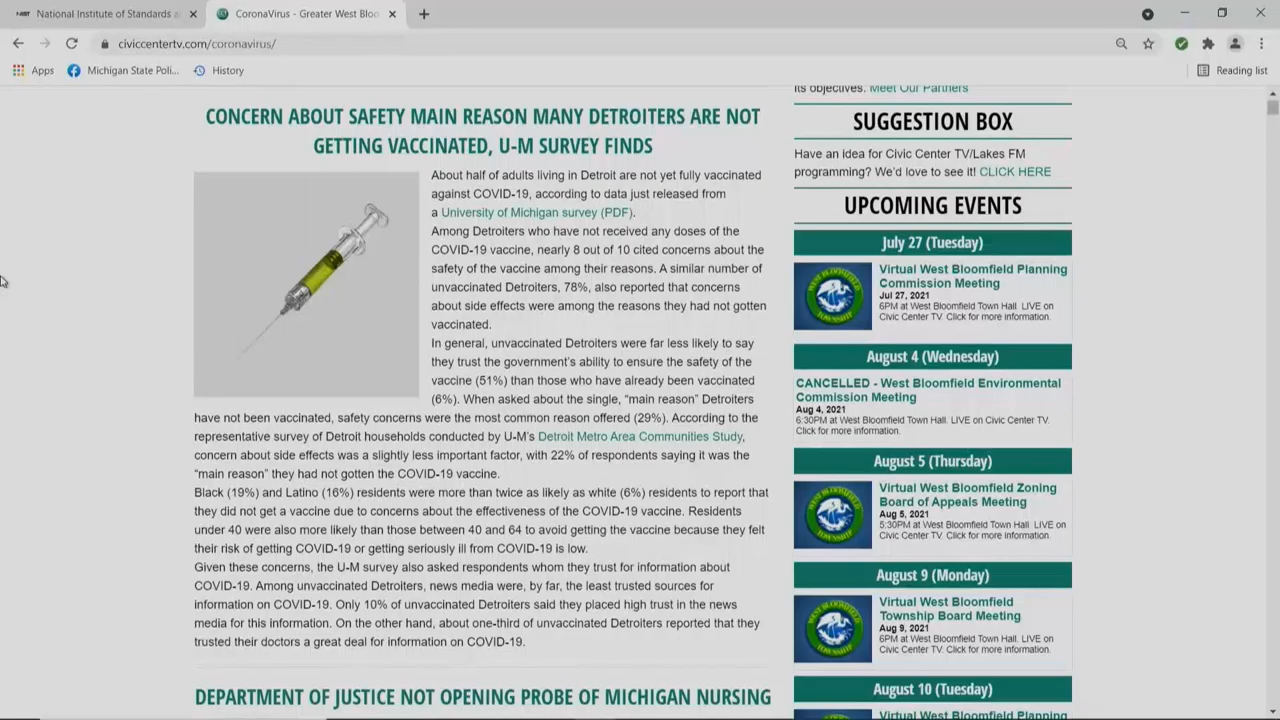 National Institute of Standards a
CoronaVirus - Greater West Bloo
civiccentertv.com/coronavirus/
Apps
Michigan State Poli...
History
Reading list
CONCERN ABOUT SAFETY MAIN REASON MANY DETROITERS ARE NOT
GETTING VACCINATED, U-M SURVEY FINDS
About half of adults living in Detroit are not yet fully vaccinated
against COVID-19, according to data just released from
a University of Michigan survey (PDF).
Among Detroiters who have not received any doses of the
COVID-19 vaccine, nearly 8 out of 10 cited concerns about the
safety of the vaccine among their reasons. A similar number of
unvaccinated Detroiters, 78%, also reported that concerns
about side effects were among the reasons they had not gotten
vaccinated.
In general, unvaccinated Detroiters were far less likely to say
they trust the government's ability to ensure the safety of the
vaccine (51%) than those who have already been vaccinated
(6%). When asked about the single, "main reason" Detroiters
have not been vaccinated, safety concerns were the most common reason offered (29%). According to the
representative survey of Detroit households conducted by U-M's Detroit Metro Area Communities Study,
concern about side effects was a slightly less important factor, with 22% of respondents saying it was the
"main reason" they had not gotten the COVID-19 vaccine.
Black (19%) and Latino (16%) residents were more than twice as likely as white (6%) residents to report that
they did not get a vaccine due to concerns about the effectiveness of the COVID-19 vaccine. Residents
under 40 were also more likely than those between 40 and 64 to avoid getting the vaccine because they felt
their risk of getting COVID-19 or getting seriously ill from COVID-19 is low.
Given these concerns, the U-M survey also asked respondents whom they trust for information about
COVID-19. Among unvaccinated Detroiters, news media were, by far, the least trusted sources for
information on COVID-19. Only 10% of unvaccinated Detroiters said they placed high trust in the news
media for this information. On the other hand, about one-third of unvaccinated Detroiters reported that they
trusted their doctors a great deal for information on COVID-19.
DEPARTMENT OF JUSTICE NOT OPENING PROBE OF MICHIGAN NURSING
its objectives. Meet Our Partners
SUGGESTION BOX
Have an idea for Civic Center TV/Lakes FM
programming? We'd love to see it! CLICK HERE
UPCOMING EVENTS
July 27 (Tuesday)
Virtual West Bloomfield Planning
Commission Meeting
Jul 27, 2021
6PM at West Bloomfield Town Hall. LIVE on
Civic Center TV. Click for more information.
August 4 (Wednesday)
CANCELLED - West Bloomfield Environmental
Commission Meeting
Aug 4, 2021
6:30PM at West Bloomfield Town Hall. LIVE on Civic Center TV.
Click for more information.
August 5 (Thursday)
Virtual West Bloomfield Zoning
Board of Appeals Meeting
Aug 5, 2021
5:30PM at West Bloomfield Town Hall. LIVE on
Civic Center TV. Click for more information.
August 9 (Monday)
Virtual West Bloomfield
Township Board Meeting
Aug 9, 2021
6PM at West Bloomfield Town Hall. LIVE on
Civic Center TV. Click for more information.
August 10 (Tuesday)
Virtual West Bloomfield Planning